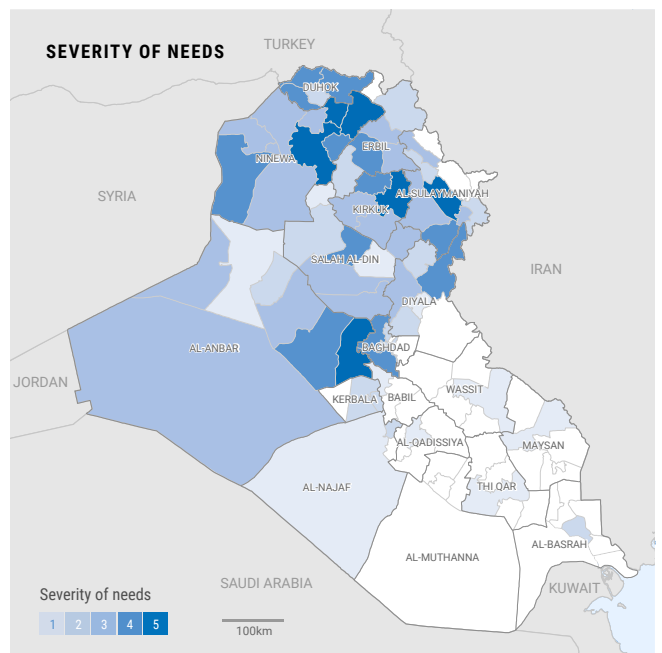 SEVERITY OF NEEDS
TURKEY
DUHOK
ERBIL
NINEWA
SYRIA
AL-SULAYMANIYAH
KIRKUK
SALAH AL-DIN
IRAN
DIYALA
AL-ANBAR
BAGHDAD
JORDAN
WASSIT
KERBALA
BABIL
AL-QADISSIYA
MAYSAN
AL-NAJAF
THI QAR
AL-BASRAH
AL-MUTHANNA
SAUDI ARABIA
KUWAIT
Severity of needs
1 2 3 4 5
100km